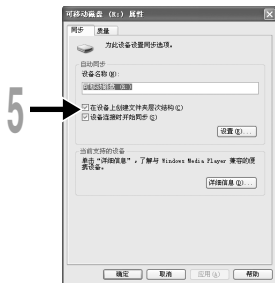 可移动磁盘 (K:) 属性
同步 质量
为此设备设置同步选项。
自动同步
设备名称(N):
5
在设备上创建文件夹层次结构(C)
设备连接时开始同步(S)
设置(E)...
当前支持的设备
单击“详细信息”，了解与 Windows Media Player 兼容的便
携设备。
详细信息(D)...
确定 取消 应用(A) 帮助